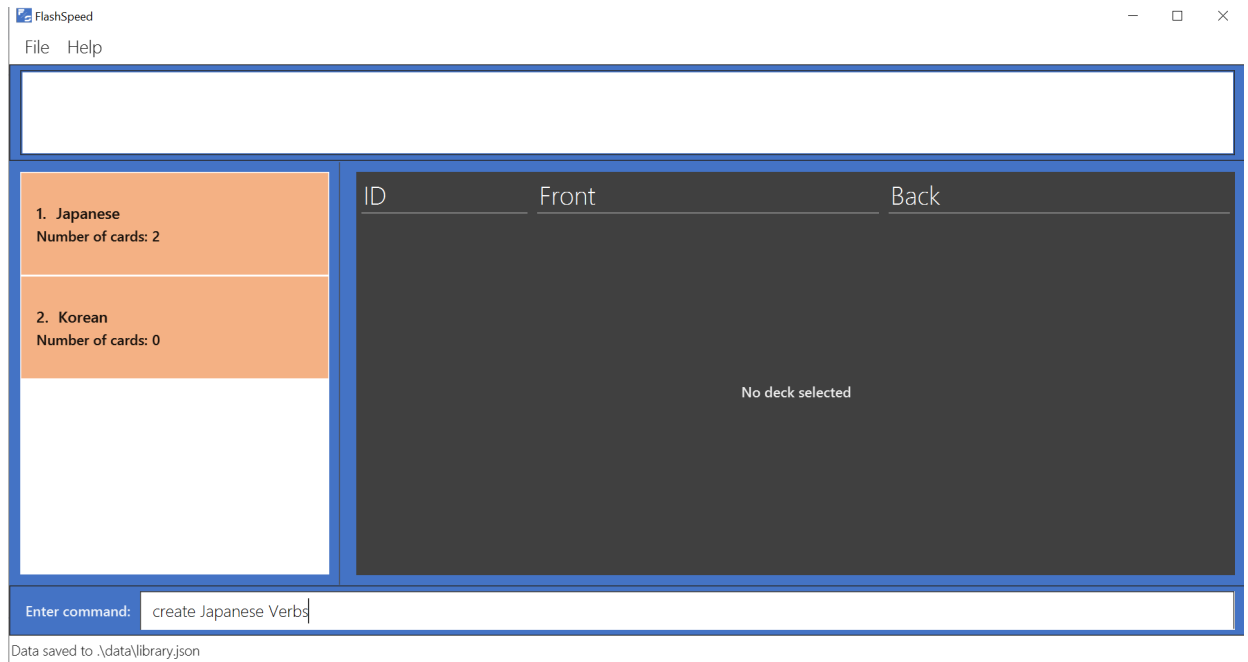 FlashSpeed
File Help
1. Japanese
Number of cards: 2
2. Korean
Number of cards: 0
ID Front Back
No deck selected
Enter command: create Japanese Verbs
Data saved to .\data\library.json